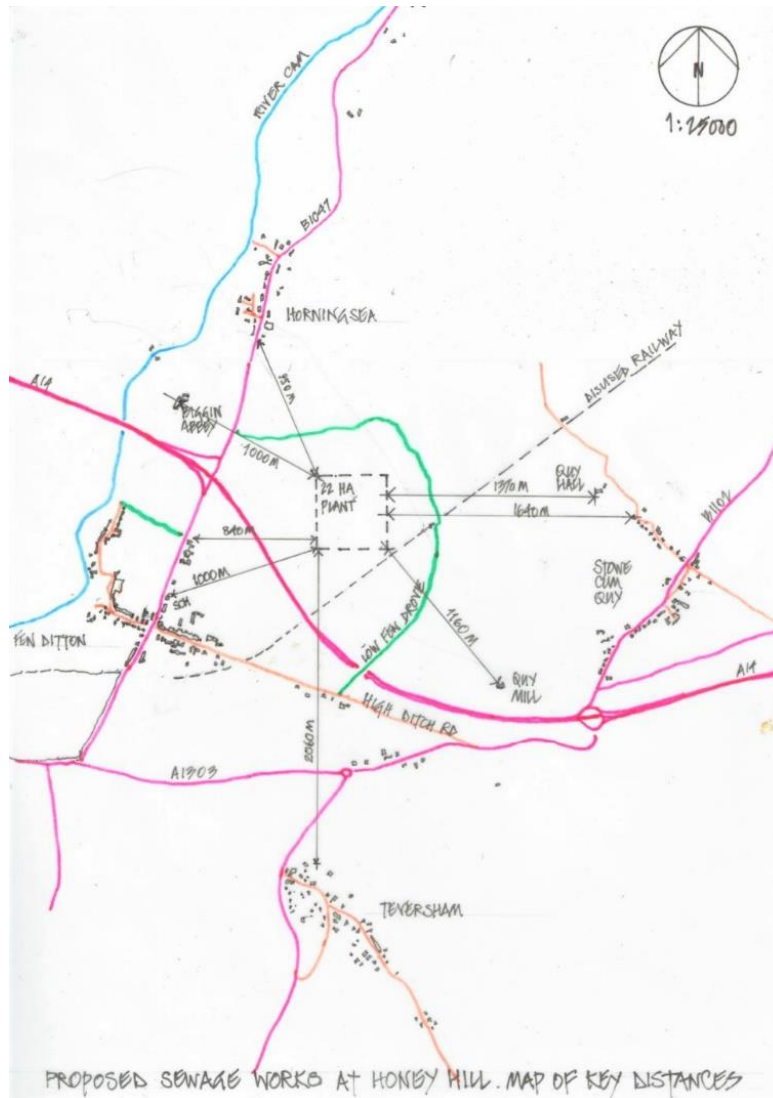 N
1:25000
RIVER CAM
B1047
HORNINGSEA
950M
DISUSED RAILWAY
A14
BIGGIN
ABBEY
1000M
22 HA
PLANT
QUY
HALL
1370M
1640M
B1102
840M
STOWE
CUM
QUY
1000M
SCH
FEN DITTON
1160M
LOW FEN DROVE
QUY
MILL
A14
HIGH DITCH RD
2060M
A1303
TEVERSHAM
PROPOSED SEWAGE WORKS AT HONEY HILL. MAP OF KEY DISTANCES